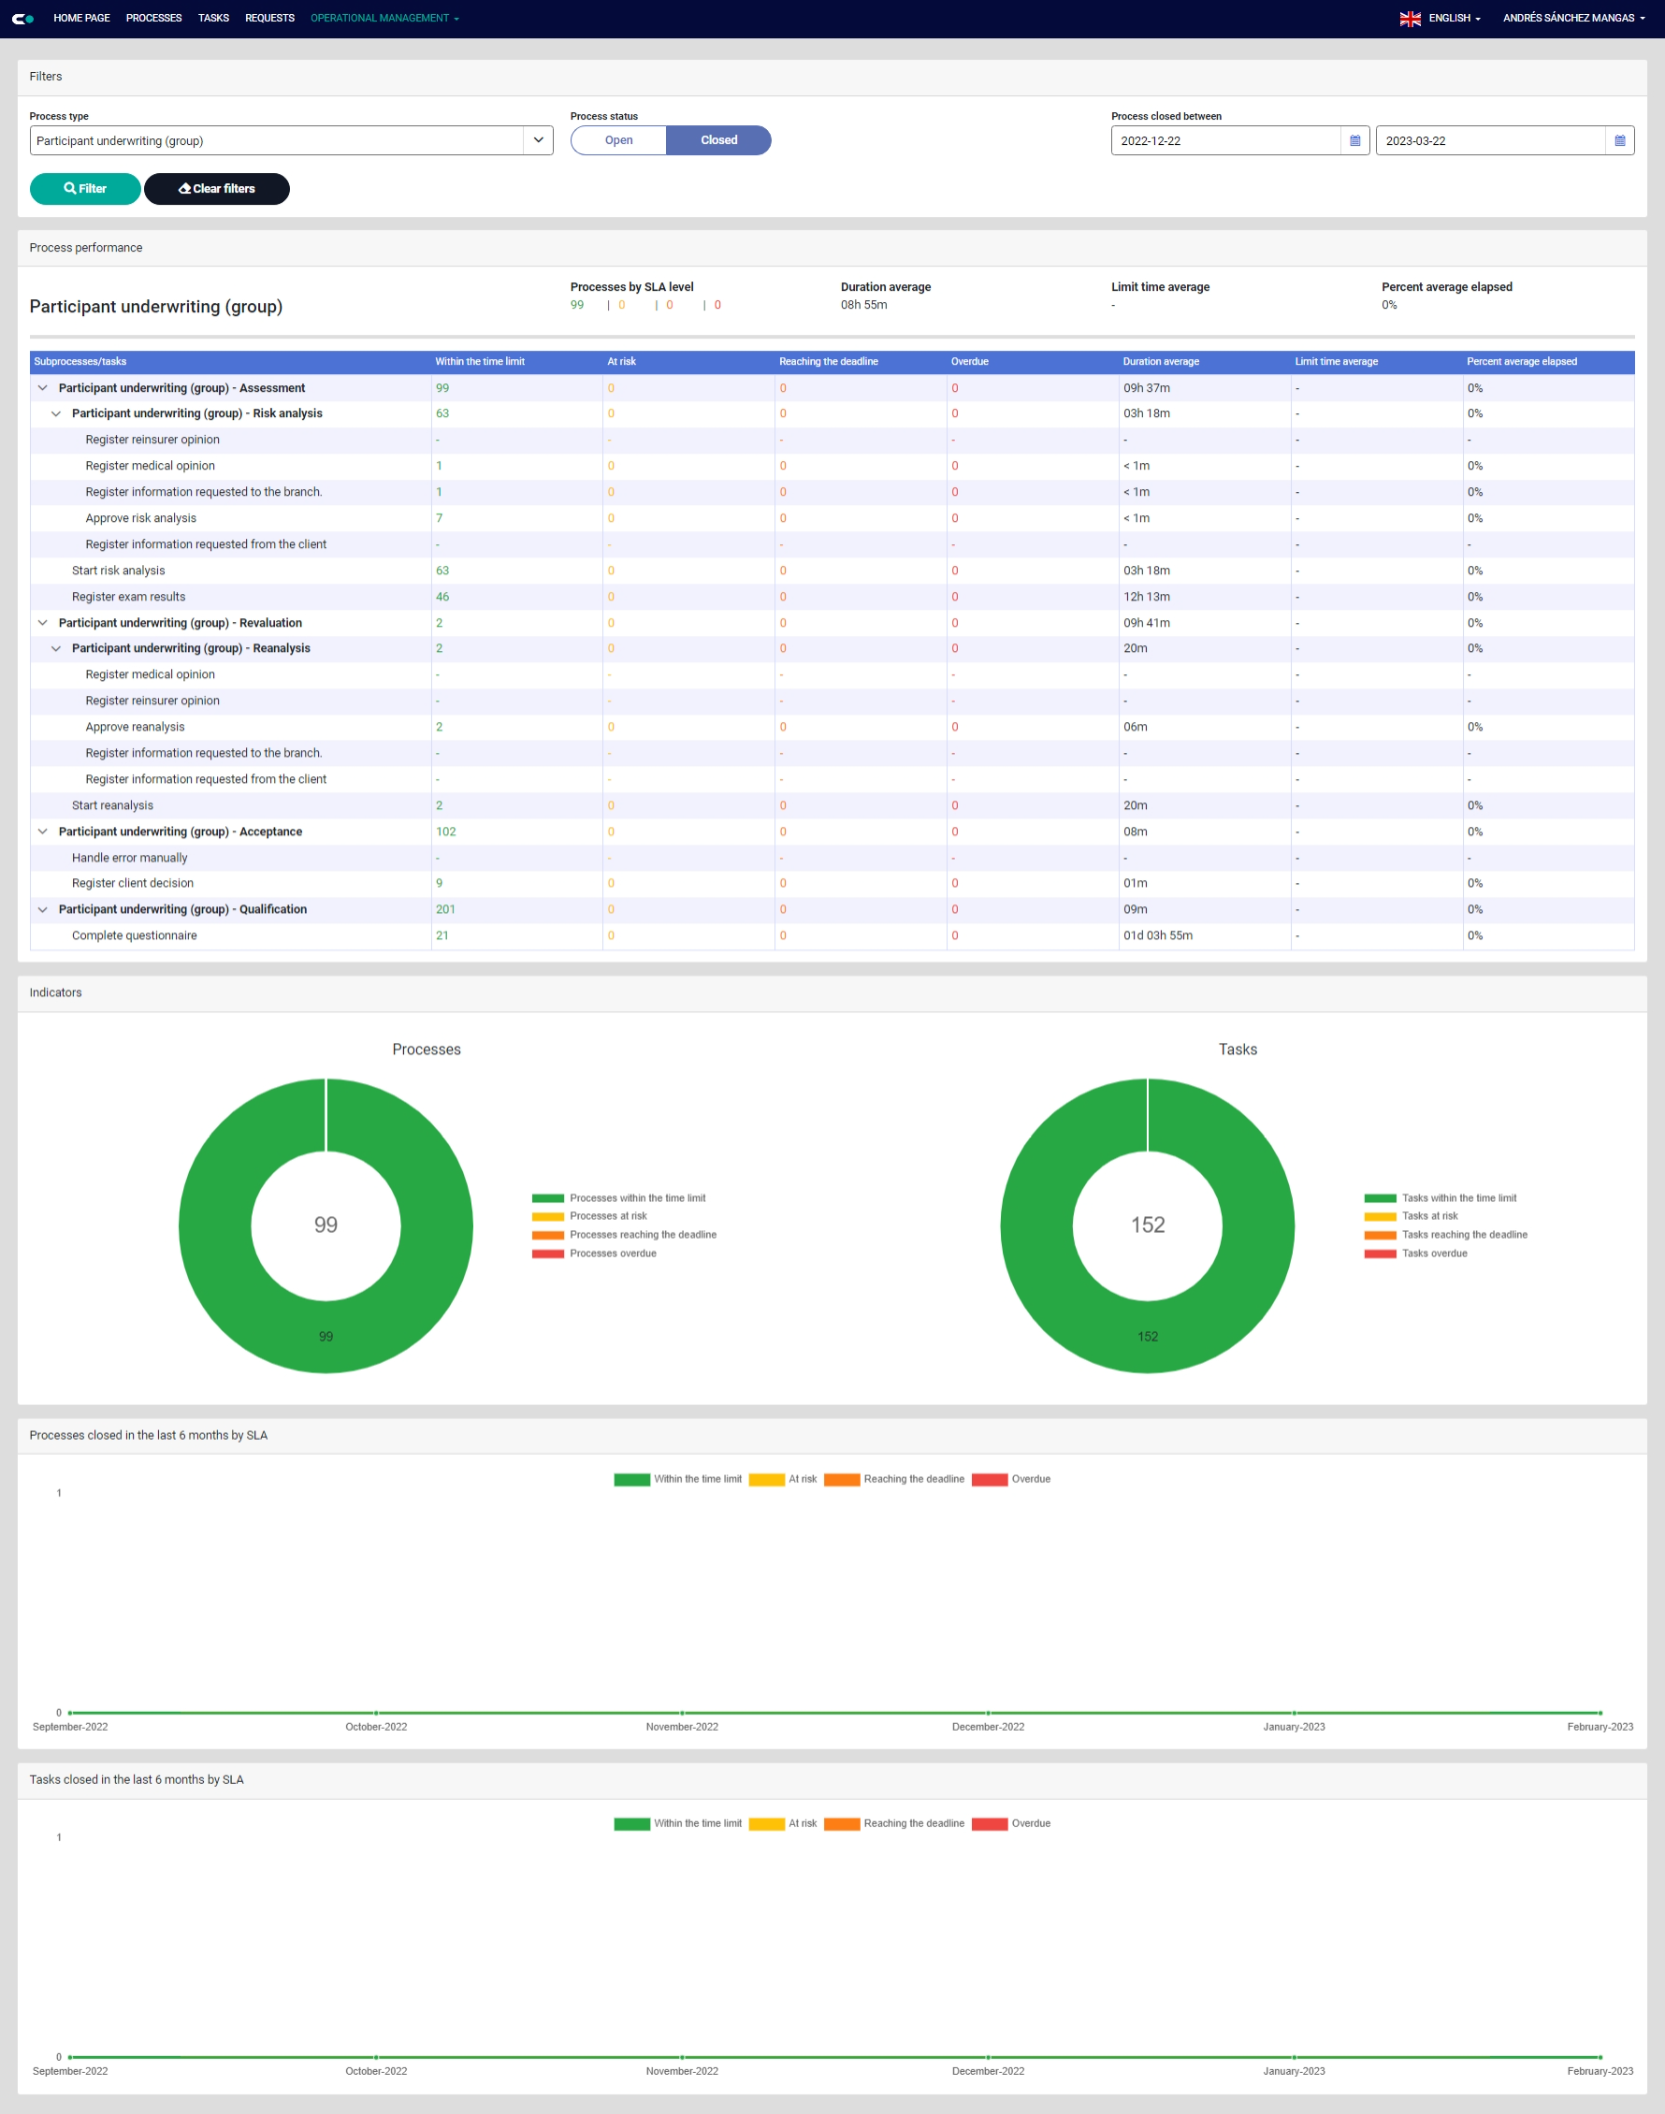 HOME PAGE PROCESSES TASKS REQUESTS OPERATIONAL MANAGEMENT ENGLISH ANDRÉS SÁNCHEZ MANGAS
Filters
Process type Process status Process closed between
Participant underwriting (group) Open Closed 2022-12-22 2023-03-22
Filter Clear filters
Process performance
Participant underwriting (group)
Processes by SLA level Duration average Limit time average Percent average elapsed
99 | 0 | 0 | 0 08h 55m - 0%
Subprocesses/tasks Within the time limit At risk Reaching the deadline Overdue Duration average Limit time average Percent average elapsed
Participant underwriting (group) - Assessment 99 0 0 0 09h 37m - 0%
Participant underwriting (group) - Risk analysis 63 0 0 0 03h 18m - 0%
Register reinsurer opinion - - - - - - -
Register medical opinion 1 0 0 0 < 1m - 0%
Register information requested to the branch. 1 0 0 0 < 1m - 0%
Approve risk analysis 7 0 0 0 < 1m - 0%
Register information requested from the client - - - - - - -
Start risk analysis 63 0 0 0 03h 18m - 0%
Register exam results 46 0 0 0 12h 13m - 0%
Participant underwriting (group) - Revaluation 2 0 0 0 09h 41m - 0%
Participant underwriting (group) - Reanalysis 2 0 0 0 20m - 0%
Register medical opinion - - - - - - -
Register reinsurer opinion - - - - - - -
Approve reanalysis 2 0 0 0 06m - 0%
Register information requested to the branch. - - - - - - -
Register information requested from the client - - - - - - -
Start reanalysis 2 0 0 0 20m - 0%
Participant underwriting (group) - Acceptance 102 0 0 0 08m - 0%
Handle error manually - - - - - - -
Register client decision 9 0 0 0 01m - 0%
Participant underwriting (group) - Qualification 201 0 0 0 09m - 0%
Complete questionnaire 21 0 0 0 01d 03h 55m - 0%
Indicators
Processes
99
99
Processes within the time limit
Processes at risk
Processes reaching the deadline
Processes overdue
Tasks
152
152
Tasks within the time limit
Tasks at risk
Tasks reaching the deadline
Tasks overdue
Processes closed in the last 6 months by SLA
Within the time limit At risk Reaching the deadline Overdue
1
0
September-2022 October-2022 November-2022 December-2022 January-2023 February-2023
Tasks closed in the last 6 months by SLA
Within the time limit At risk Reaching the deadline Overdue
1
0
September-2022 October-2022 November-2022 December-2022 January-2023 February-2023